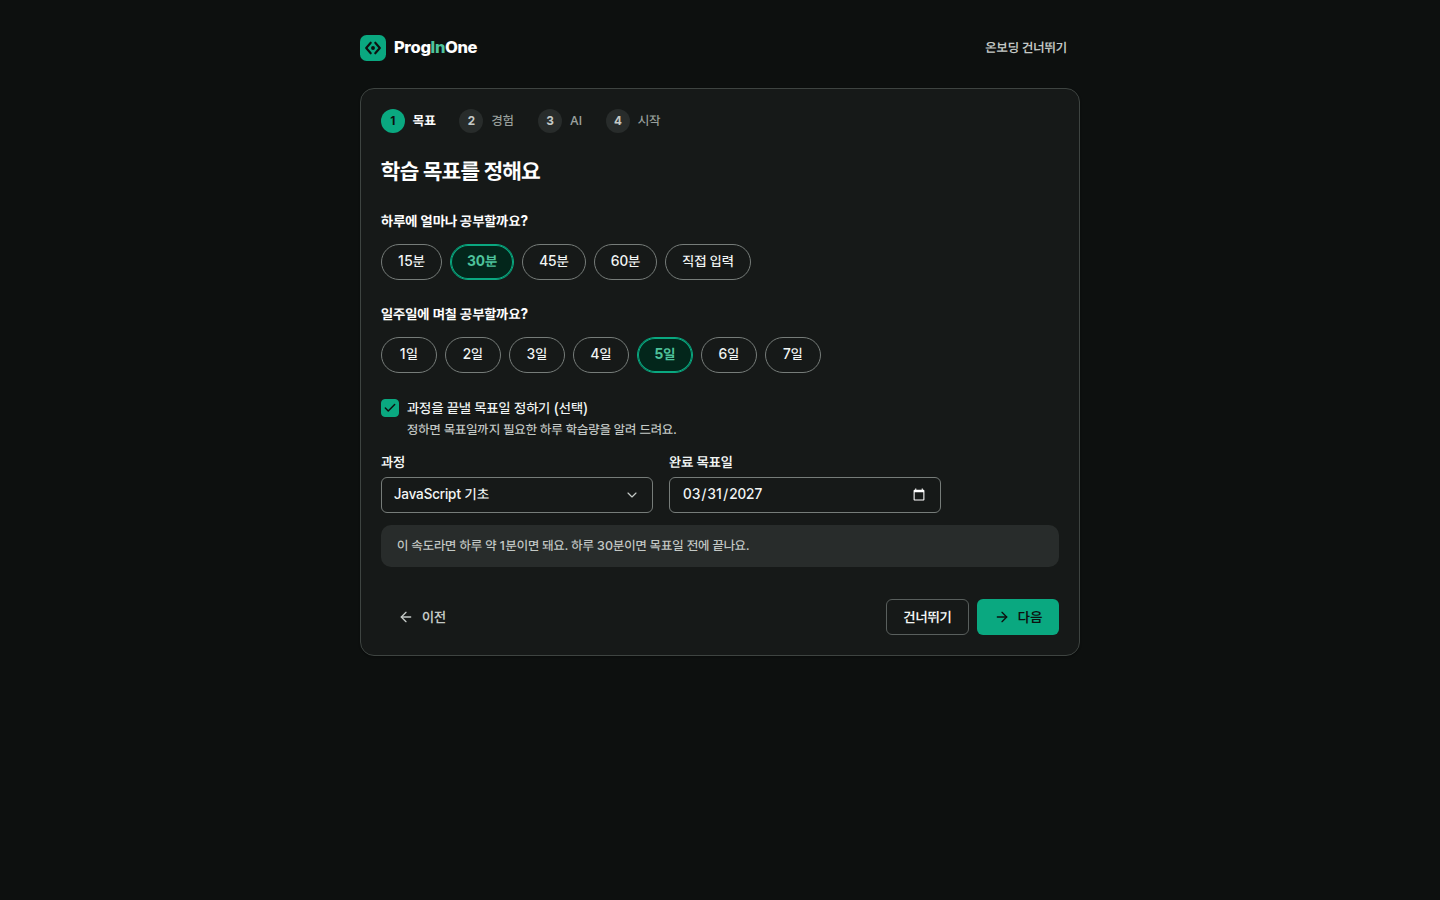 ProgInOne
온보딩 건너뛰기
1 목표 2 경험 3 AI 4 시작
학습 목표를 정해요
하루에 얼마나 공부할까요?
15분 30분 45분 60분 직접 입력
일주일에 며칠 공부할까요?
1일 2일 3일 4일 5일 6일 7일
과정을 끝낼 목표일 정하기 (선택)
정하면 목표일까지 필요한 하루 학습량을 알려 드려요.
과정 완료 목표일
JavaScript 기초 03/31/2027
이 속도라면 하루 약 1분이면 돼요. 하루 30분이면 목표일 전에 끝나요.
이전 건너뛰기 다음